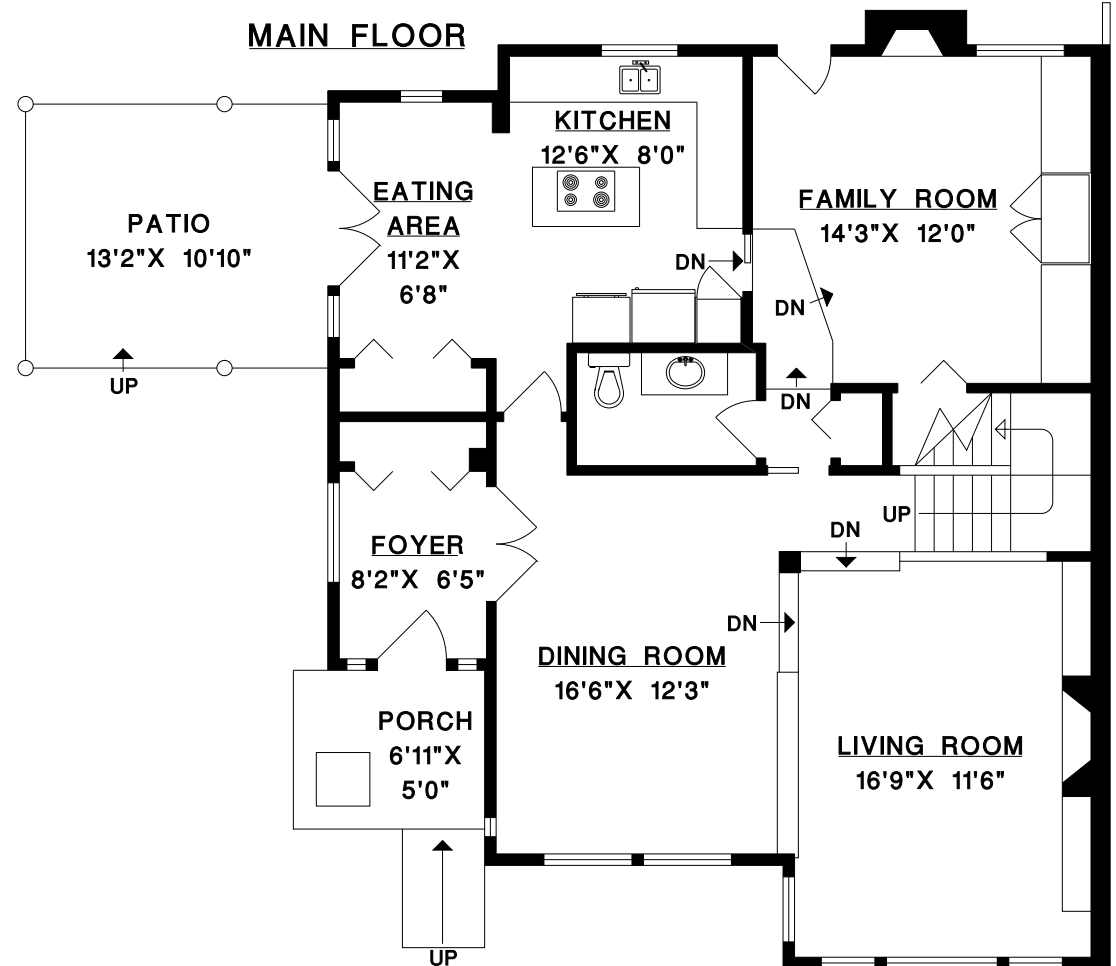 MAIN FLOOR
KITCHEN
12'6"X 8'0"
EATING
AREA
11'2"X
6'8"
FAMILY ROOM
14'3"X 12'0"
PATIO
13'2"X 10'10"
DN
DN
UP
DN
UP
DN
FOYER
8'2"X 6'5"
DN
DINING ROOM
16'6"X 12'3"
PORCH
6'11"X
5'0"
LIVING ROOM
16'9"X 11'6"
UP